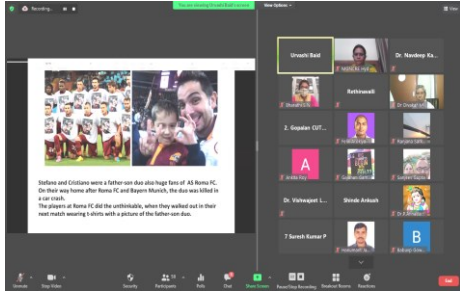 Recording...
You are viewing Urvashi Baid's screen
View Options
View
Urvashi Baid
Dr. Navdeep Ka...
Rathinavalli
2. Gopalan CUT...
A
Dr. Vishwajeet L...
Shinde Ankush
7 Suresh Kumar P
B
Stefano and Cristiano were a father-son duo also huge fans of AS Roma FC.
On their way home after Roma FC and Bayern Munich, the duo was killed in
a car crash.
The players at Roma FC did the unthinkable, when they walked out in their
next match wearing t-shirts with a picture of the father-son duo.
Unmute
Stop Video
Security
Participants
Polls
Chat
Share Screen
Pause/Stop Recording
Breakout Rooms
Reactions
End